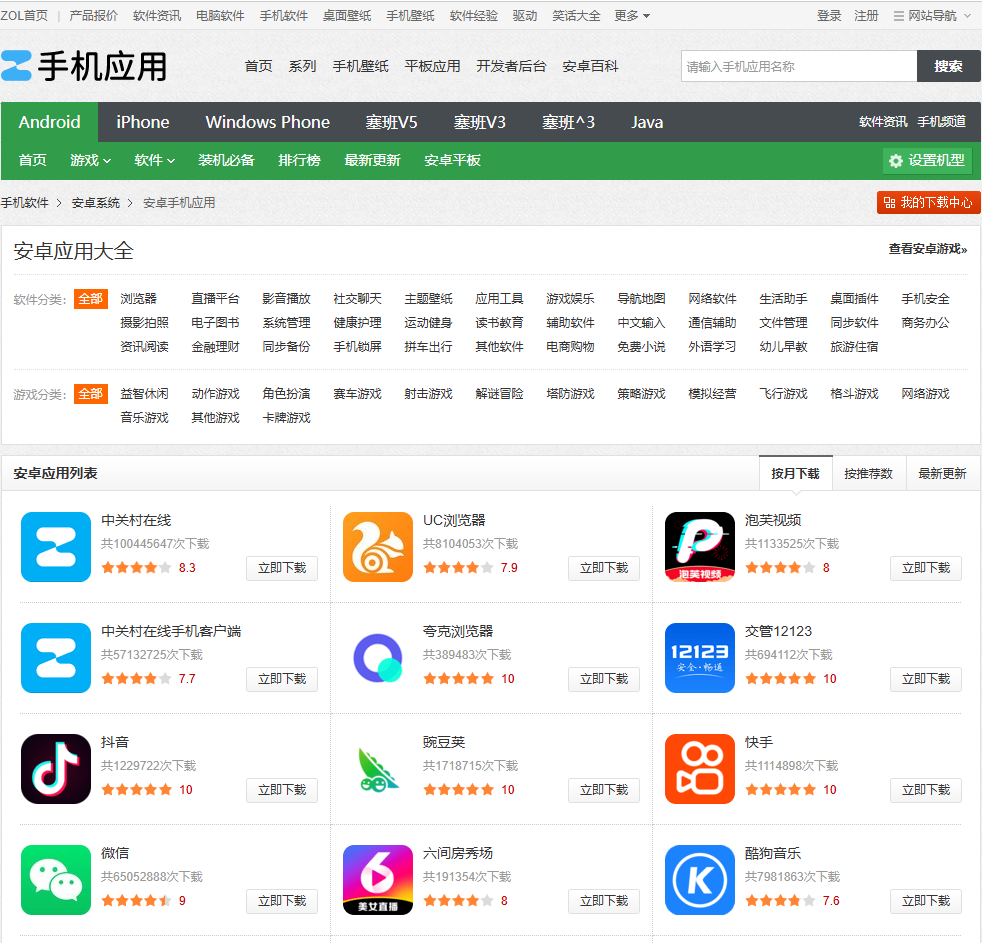 ZOL首页 | 产品报价 软件资讯 电脑软件 手机软件 桌面壁纸 手机壁纸 软件经验 驱动 笑话大全 更多 登录 注册 网站导航
手机应用 首页 系列 手机壁纸 平板应用 开发者后台 安卓百科 请输入手机应用名称 搜索
Android iPhone Windows Phone 塞班V5 塞班V3 塞班^3 Java 软件资讯 手机频道
首页 游戏 软件 装机必备 排行榜 最新更新 安卓平板 设置机型
手机软件 > 安卓系统 > 安卓手机应用 我的下载中心
安卓应用大全 查看安卓游戏»
软件分类: 全部 浏览器 直播平台 影音播放 社交聊天 主题壁纸 应用工具 游戏娱乐 导航地图 网络软件 生活助手 桌面插件 手机安全
摄影拍照 电子图书 系统管理 健康护理 运动健身 读书教育 辅助软件 中文输入 通信辅助 文件管理 同步软件 商务办公
资讯阅读 金融理财 同步备份 手机锁屏 拼车出行 其他软件 电商购物 免费小说 外语学习 幼儿早教 旅游住宿
游戏分类: 全部 益智休闲 动作游戏 角色扮演 赛车游戏 射击游戏 解谜冒险 塔防游戏 策略游戏 模拟经营 飞行游戏 格斗游戏 网络游戏
音乐游戏 其他游戏 卡牌游戏
安卓应用列表 按月下载 按推荐数 最新更新
中关村在线 UC浏览器 泡芙视频
共100445647次下载 共8104053次下载 共1133525次下载
8.3 立即下载 7.9 立即下载 泡芙视频 8 立即下载
中关村在线手机客户端 夸克浏览器 交管12123
共57132725次下载 共389483次下载 12123 共694112次下载
安全·畅通
7.7 立即下载 10 立即下载 10 立即下载
抖音 豌豆荚 快手
共1229722次下载 共1718715次下载 共1114898次下载
10 立即下载 10 立即下载 10 立即下载
微信 六间房秀场 酷狗音乐
共65052888次下载 6 共191354次下载 K 共7981863次下载
9 立即下载 美女直播 8 立即下载 7.6 立即下载